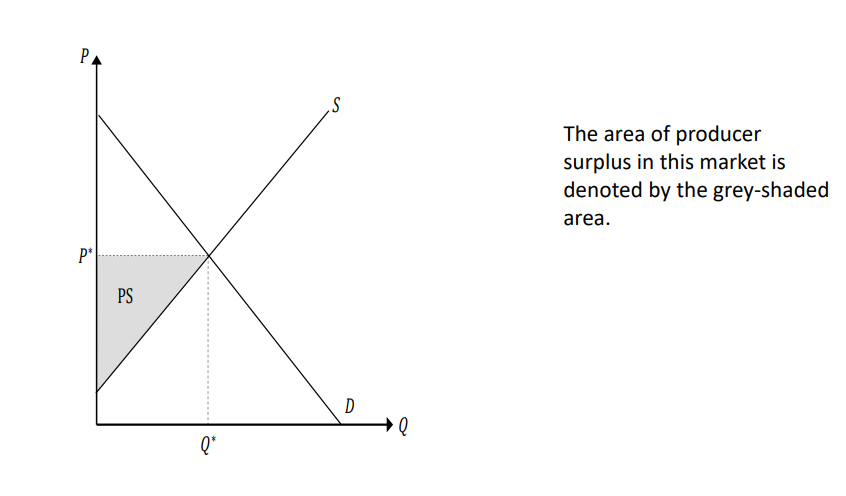 P
S
The area of producer
surplus in this market is
denoted by the grey-shaded
area.
P*
PS
D
Q
Q*